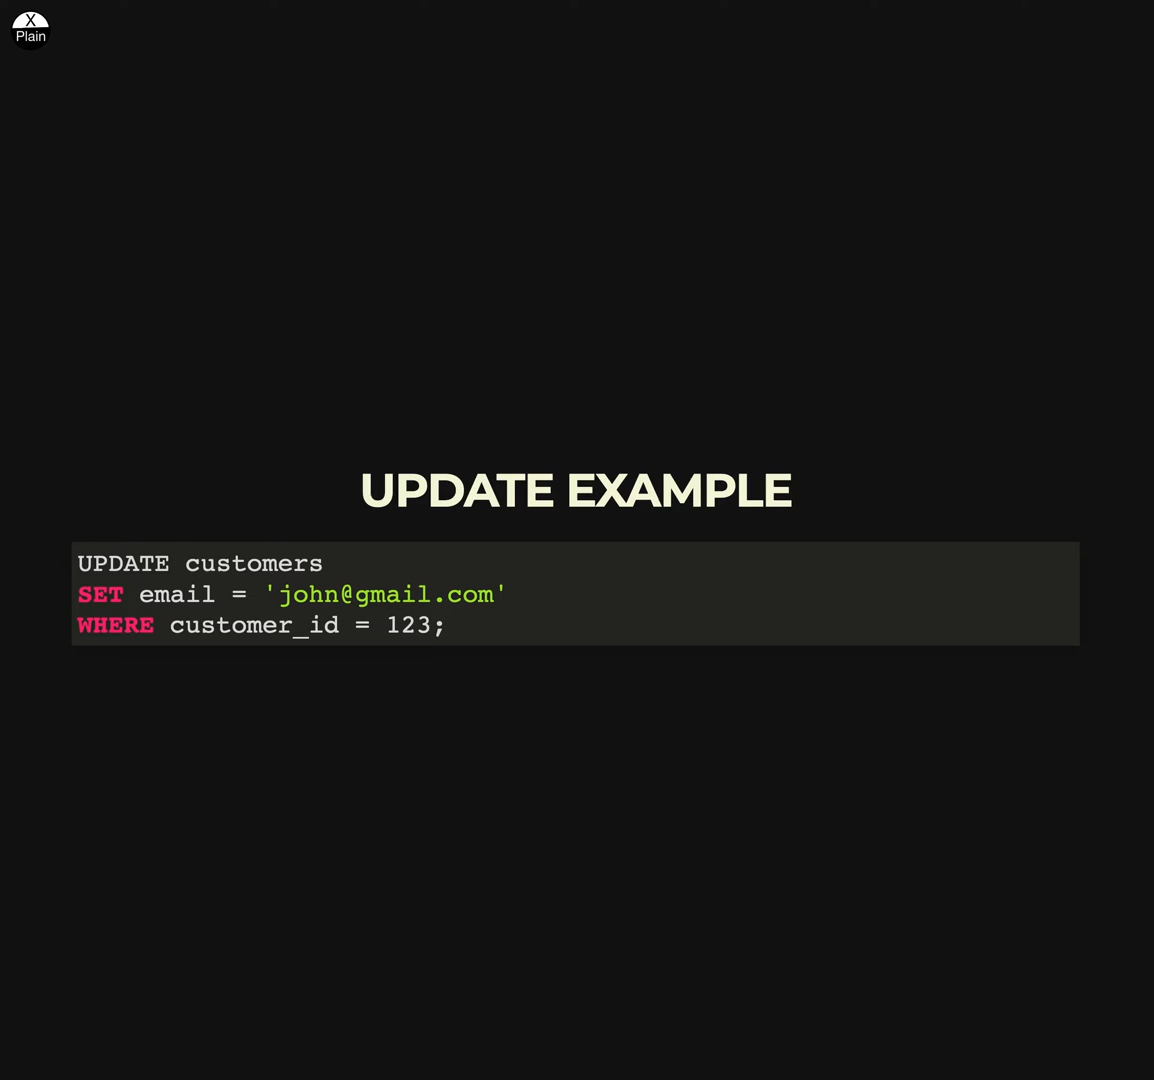 X
Plain
UPDATE EXAMPLE
UPDATE customers
SET email = 'john@gmail.com'
WHERE customer_id = 123;